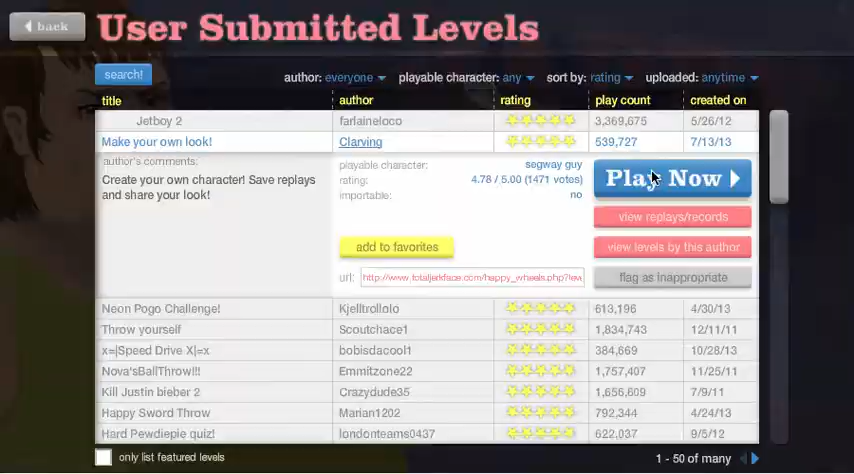 back
User Submitted Levels
search!
author: everyone playable character: any sort by: rating uploaded: anytime
title author rating play count created on
Jetboy 2 farlaineloco 3,369,675 5/26/12
Make your own look! Clarving 539,727 7/13/13
author's comments:
Create your own character! Save replays
and share your look!
playable character: segway guy
rating: 4.78 / 5.00 (1471 votes)
importable: no
Play Now
view replays/records
add to favorites
view levels by this author
url: http://www.totaljerkface.com/happy_wheels.php?lev
flag as inappropriate
Neon Pogo Challenge! Kjelltrollolo 613,196 4/30/13
Throw yourself Scoutchace1 1,834,743 12/11/11
x=|Speed Drive X|=x bobisdacool1 384,669 10/28/13
Nova'sBallThrow!!! Emmitzone22 1,757,407 11/25/11
Kill Justin bieber 2 Crazydude35 1,656,609 7/9/11
Happy Sword Throw Marian1202 792,344 4/24/13
Hard Pewdiepie quiz! londonteams0437 622,037 9/5/12
only list featured levels
1 - 50 of many